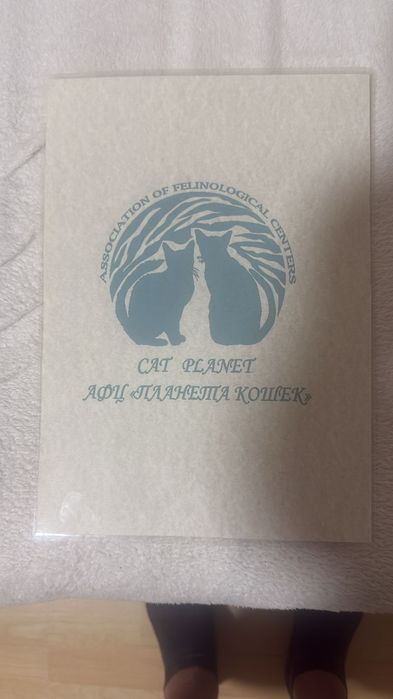 ASSOCIATION OF FELINOLOGICAL CENTERS
CAT PLANET
АФЦ «ПЛАНЕТА КОШЕК»